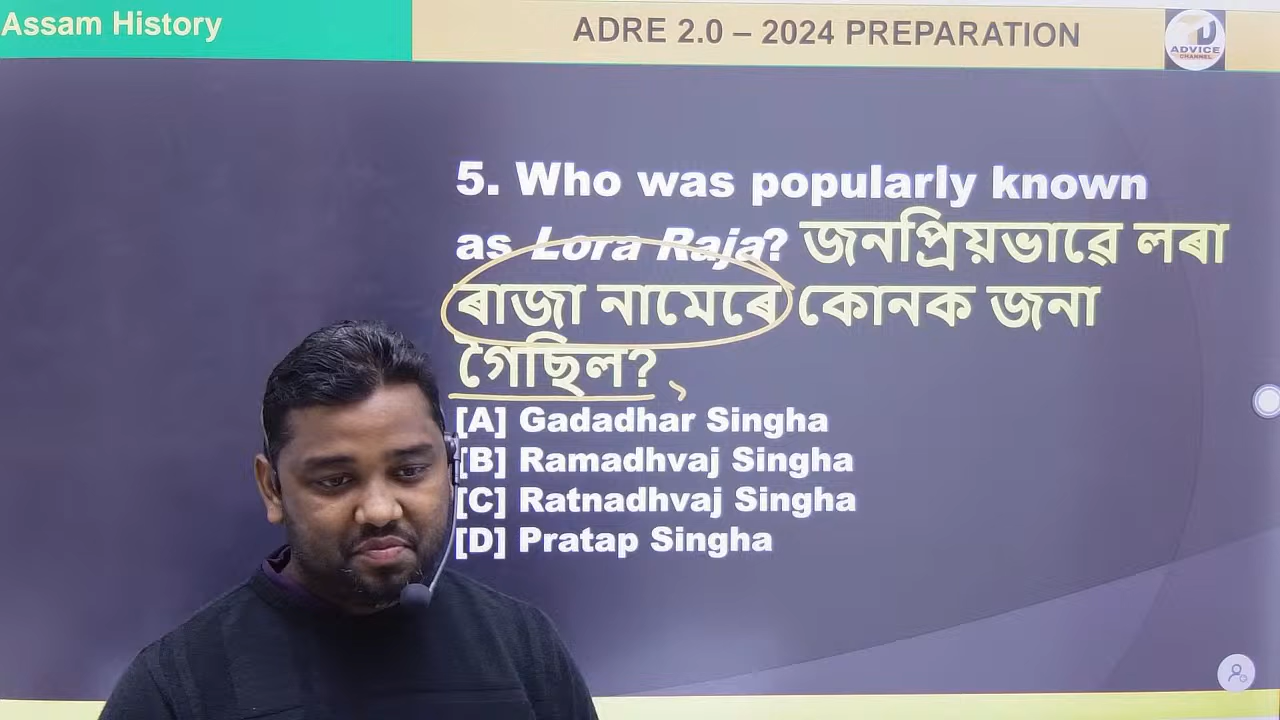 Assam History
ADRE 2.0 – 2024 PREPARATION
ADVICE
CHANNEL
5. Who was popularly known
as Lora Raja? জনপ্ৰিয়ভাৱে লৰা
ৰাজা নামেৰে কোনক জনা
গৈছিল?
[A] Gadadhar Singha
[B] Ramadhvaj Singha
[C] Ratnadhvaj Singha
[D] Pratap Singha